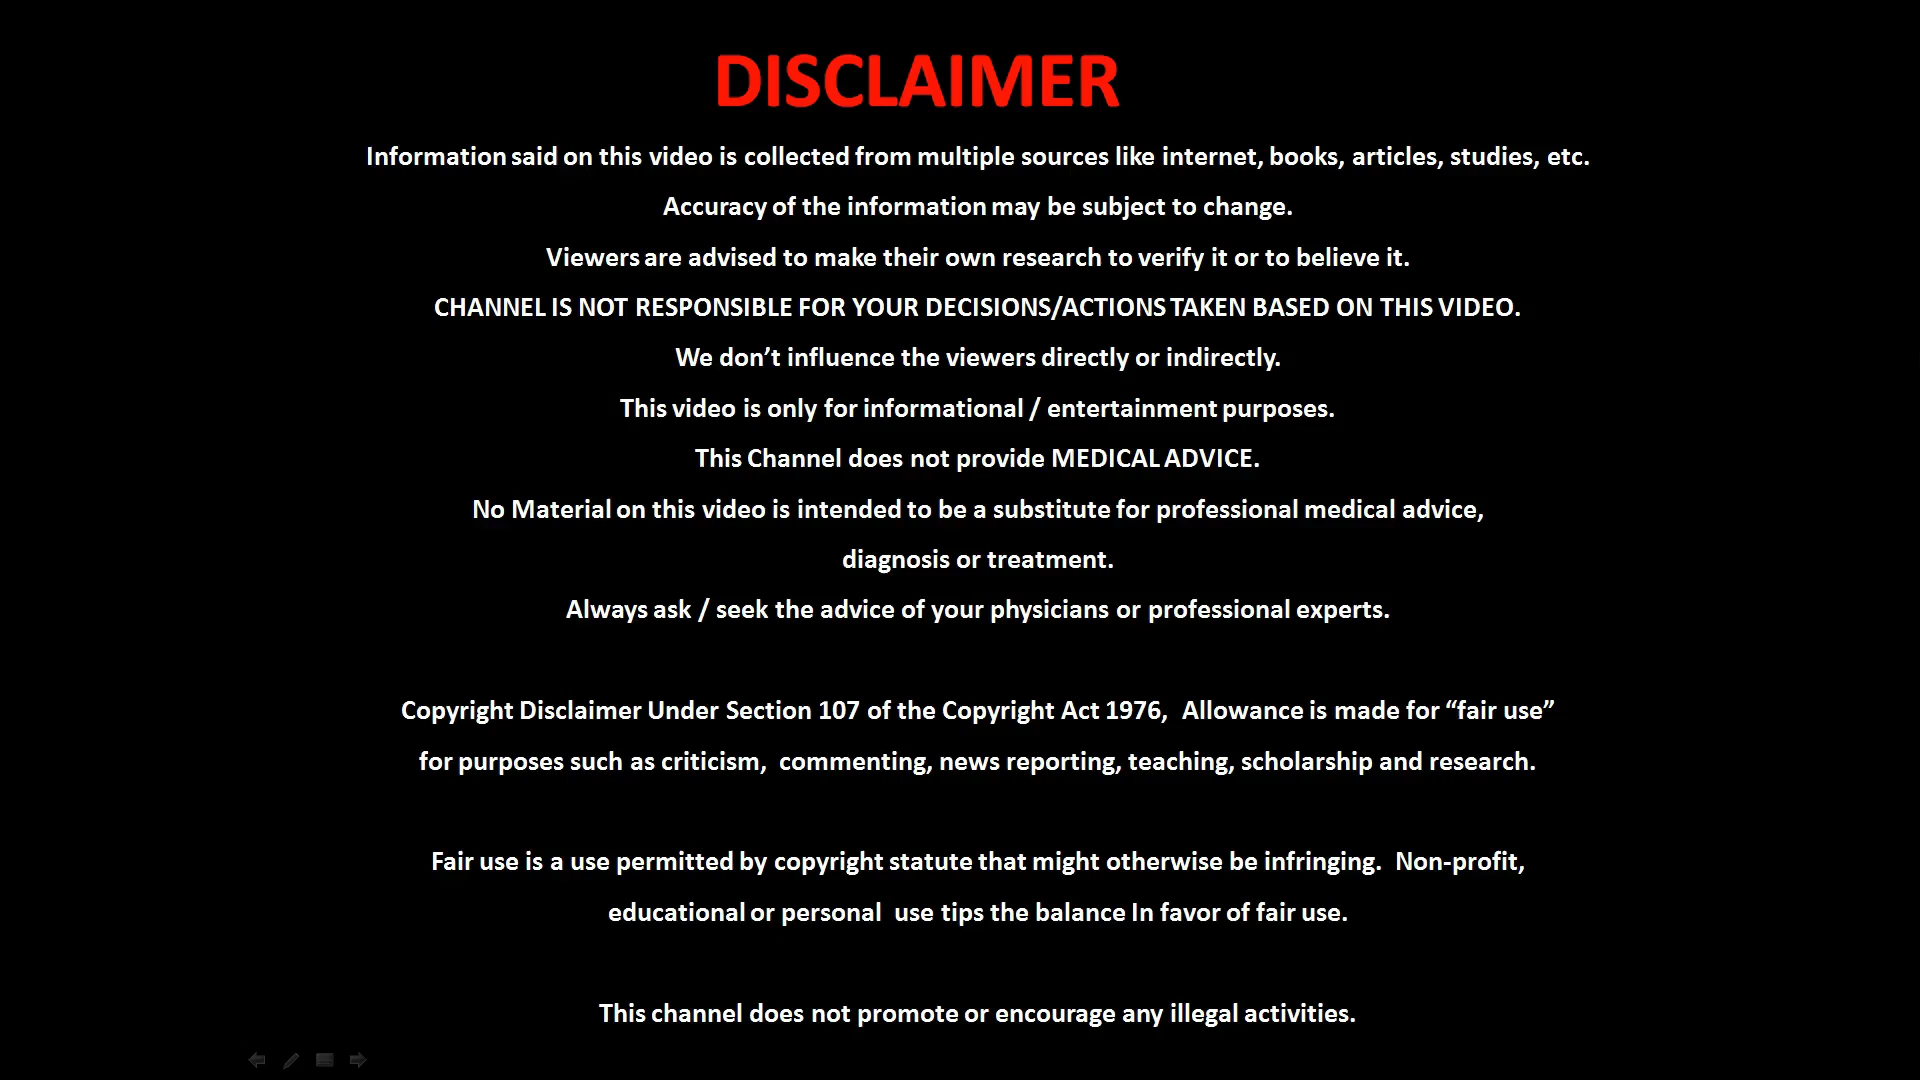 DISCLAIMER
Information said on this video is collected from multiple sources like internet, books, articles, studies, etc.
Accuracy of the information may be subject to change.
Viewers are advised to make their own research to verify it or to believe it.
CHANNEL IS NOT RESPONSIBLE FOR YOUR DECISIONS/ACTIONS TAKEN BASED ON THIS VIDEO.
We don’t influence the viewers directly or indirectly.
This video is only for informational / entertainment purposes.
This Channel does not provide MEDICAL ADVICE.
No Material on this video is intended to be a substitute for professional medical advice,
diagnosis or treatment.
Always ask / seek the advice of your physicians or professional experts.
Copyright Disclaimer Under Section 107 of the Copyright Act 1976,  Allowance is made for “fair use”
for purposes such as criticism,  commenting, news reporting, teaching, scholarship and research.
Fair use is a use permitted by copyright statute that might otherwise be infringing.  Non-profit,
educational or personal  use tips the balance In favor of fair use.
This channel does not promote or encourage any illegal activities.